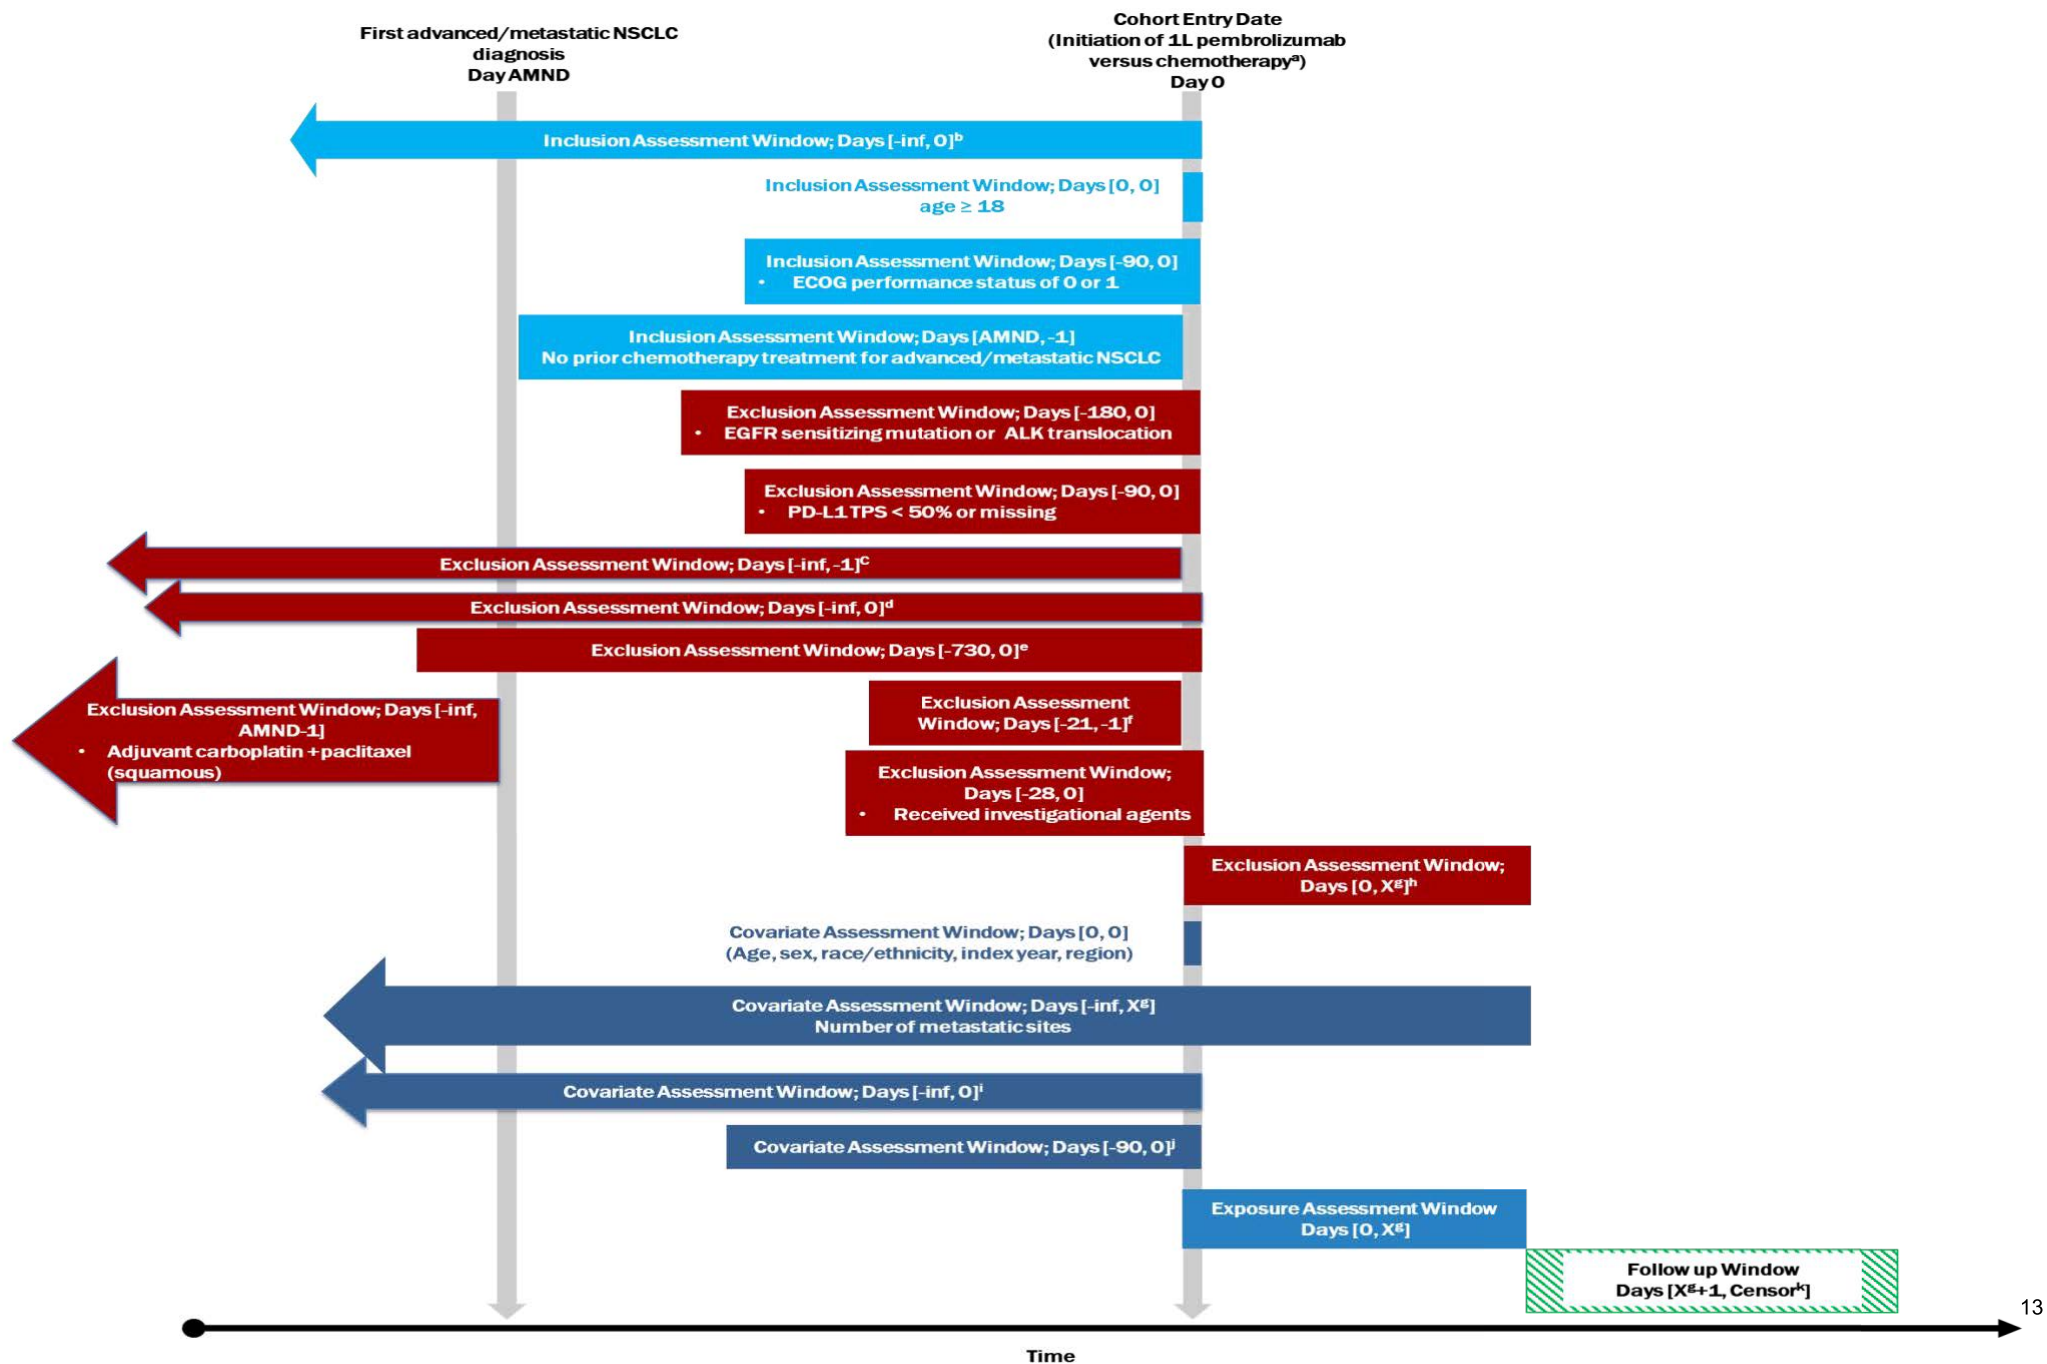 First advanced/metastatic NSCLC
diagnosis
Day AMND
Cohort Entry Date
(Initiation of 1L pembrolizumab
versus chemotherapyᵃ)
Day 0
Inclusion Assessment Window; Days [-inf, 0]ᵇ
Inclusion Assessment Window; Days [0, 0]
age ≥ 18
Inclusion Assessment Window; Days [-90, 0]
• ECOG performance status of 0 or 1
Inclusion Assessment Window; Days [AMND, -1]
No prior chemotherapy treatment for advanced/metastatic NSCLC
Exclusion Assessment Window; Days [-180, 0]
• EGFR sensitizing mutation or ALK translocation
Exclusion Assessment Window; Days [-90, 0]
• PD-L1 TPS < 50% or missing
Exclusion Assessment Window; Days [-inf, -1]ᶜ
Exclusion Assessment Window; Days [-inf, 0]ᵈ
Exclusion Assessment Window; Days [-730, 0]ᵉ
Exclusion Assessment Window; Days [-inf,
AMND-1]
• Adjuvant carboplatin + paclitaxel
(squamous)
Exclusion Assessment
Window; Days [-21, -1]ᶠ
Exclusion Assessment Window;
Days [-28, 0]
• Received investigational agents
Exclusion Assessment Window;
Days [0, Xᵍ]ʰ
Covariate Assessment Window; Days [0, 0]
(Age, sex, race/ethnicity, index year, region)
Covariate Assessment Window; Days [-inf, Xᵍ]
Number of metastatic sites
Covariate Assessment Window; Days [-inf, 0]ⁱ
Covariate Assessment Window; Days [-90, 0]ʲ
Exposure Assessment Window
Days [0, Xᵍ]
Follow up Window
Days [Xᵍ+1, Censorᵏ]
13
Time